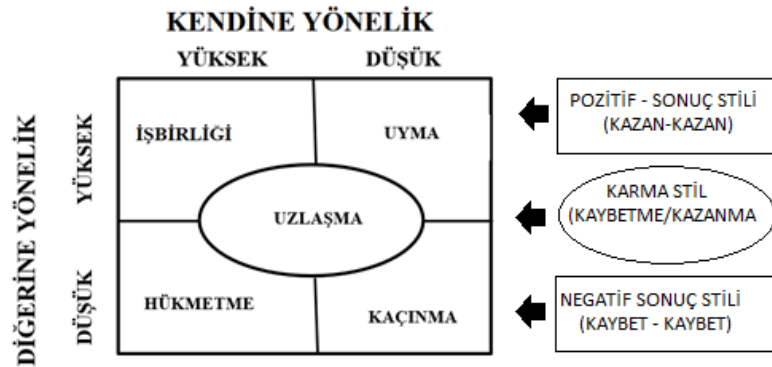 KENDİNE YÖNELİK
YÜKSEK DÜŞÜK
DİĞERİNE YÖNELİK
YÜKSEK
DÜŞÜK
İŞBİRLİĞİ
UYMA
UZLAŞMA
HÜKMETME
KAÇINMA
POZİTİF - SONUÇ STİLİ
(KAZAN-KAZAN)
KARMA STİL
(KAYBETME/KAZANMA
NEGATİF SONUÇ STİLİ
(KAYBET - KAYBET)